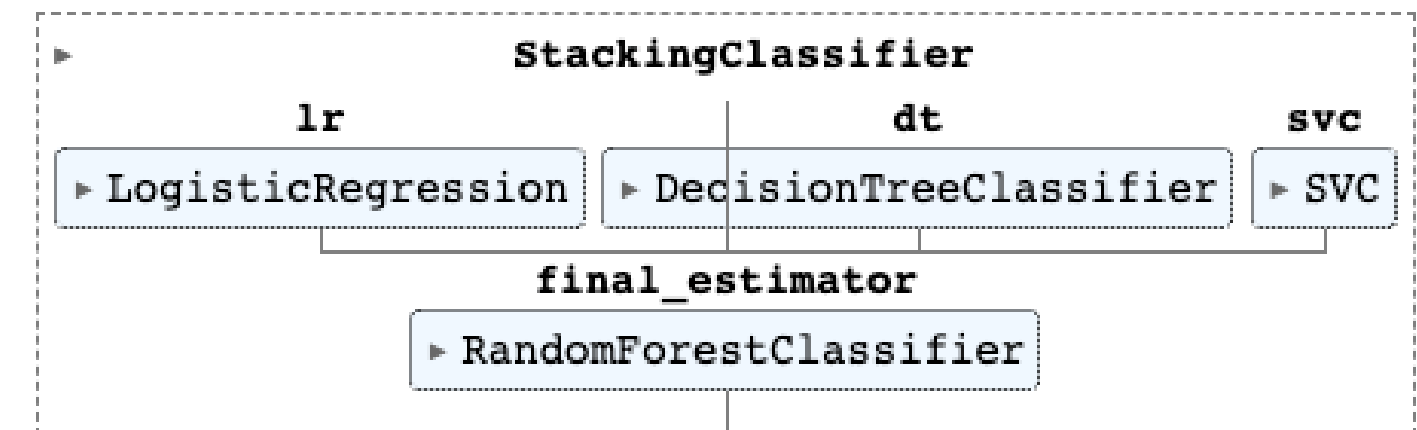 StackingClassifier
lr dt svc
LogisticRegression DecisionTreeClassifier SVC
final_estimator
RandomForestClassifier